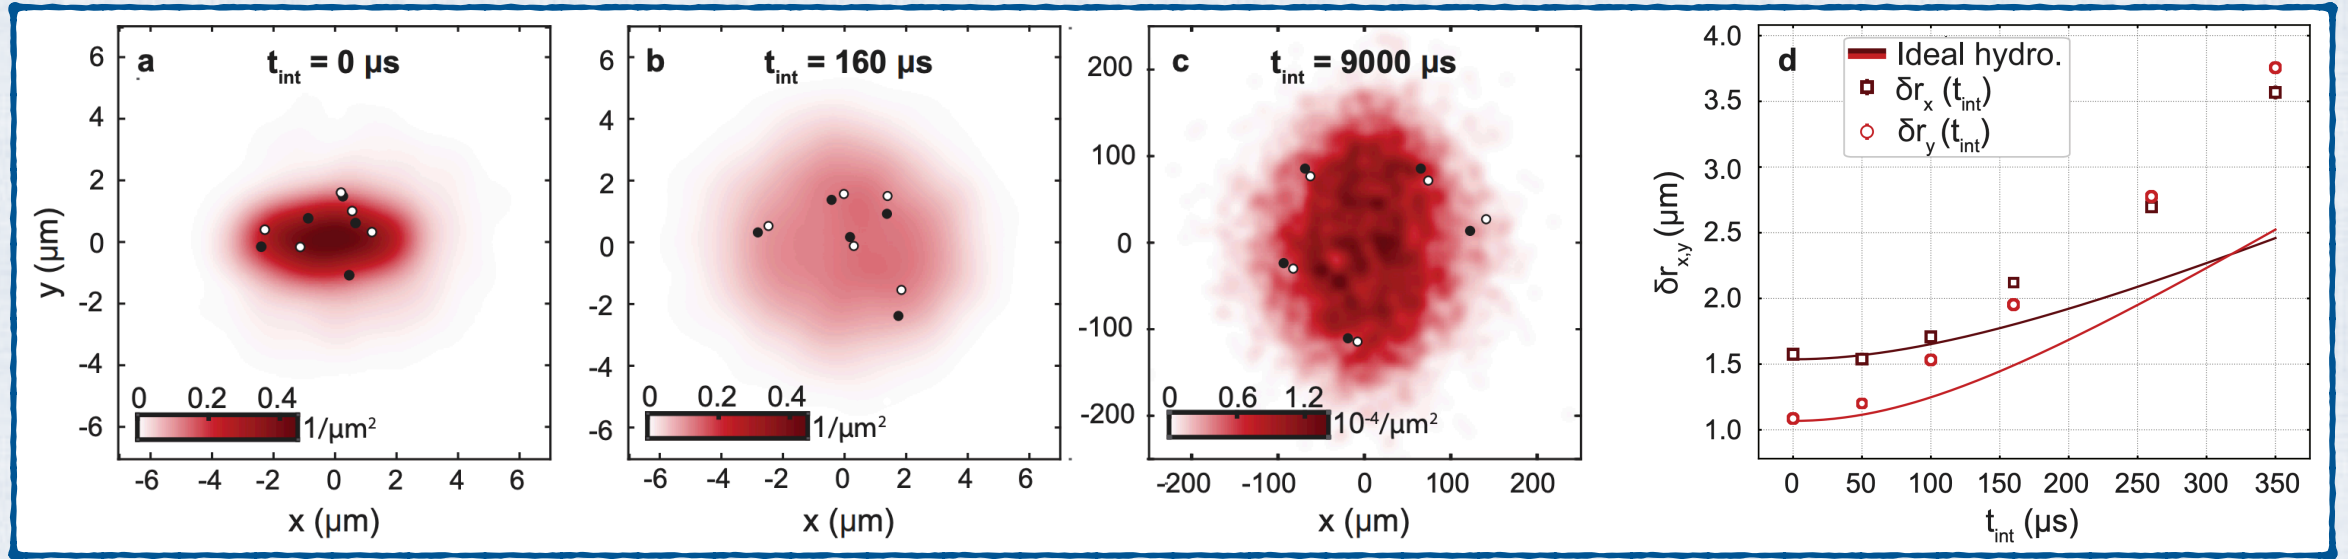 a
t_int = 0 µs
6
4
2
0
-2
-4
-6
y (µm)
0 0.2 0.4
1/µm²
-6 -4 -2 0 2 4 6
x (µm)
b
t_int = 160 µs
6
4
2
0
-2
-4
-6
0 0.2 0.4
1/µm²
-6 -4 -2 0 2 4 6
x (µm)
c
t_int = 9000 µs
200
100
0
-100
-200
0 0.6 1.2
10⁻⁴/µm²
-200 -100 0 100 200
x (µm)
d
Ideal hydro.
δr_x (t_int)
δr_y (t_int)
4.0
3.5
3.0
2.5
2.0
1.5
1.0
δr_x,y (µm)
0 50 100 150 200 250 300 350
t_int (µs)